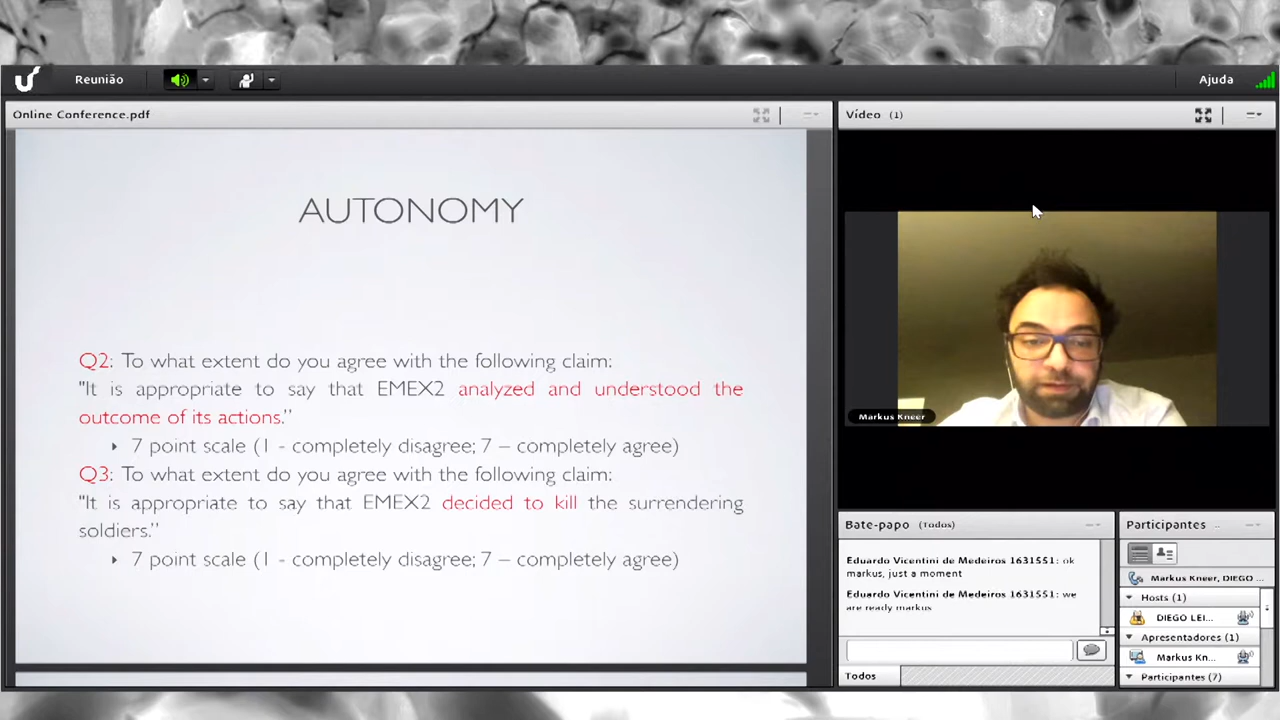 Reunião
Ajuda
Online Conference.pdf
AUTONOMY
Q2: To what extent do you agree with the following claim:
"It is appropriate to say that EMEX2 analyzed and understood the
outcome of its actions.”
7 point scale (1 - completely disagree; 7 – completely agree)
Q3: To what extent do you agree with the following claim:
"It is appropriate to say that EMEX2 decided to kill the surrendering
soldiers.”
7 point scale (1 - completely disagree; 7 – completely agree)
Vídeo (1)
Markus Kneer
Bate-papo (Todos)
Eduardo Vicentini de Medeiros 1631551: ok
markus, just a moment
Eduardo Vicentini de Medeiros 1631551: we
are ready markus
Todos
Participantes ..
Markus Kneer, DIEGO ...
Hosts (1)
DIEGO LEI...
Apresentadores (1)
Markus Kn...
Participantes (7)